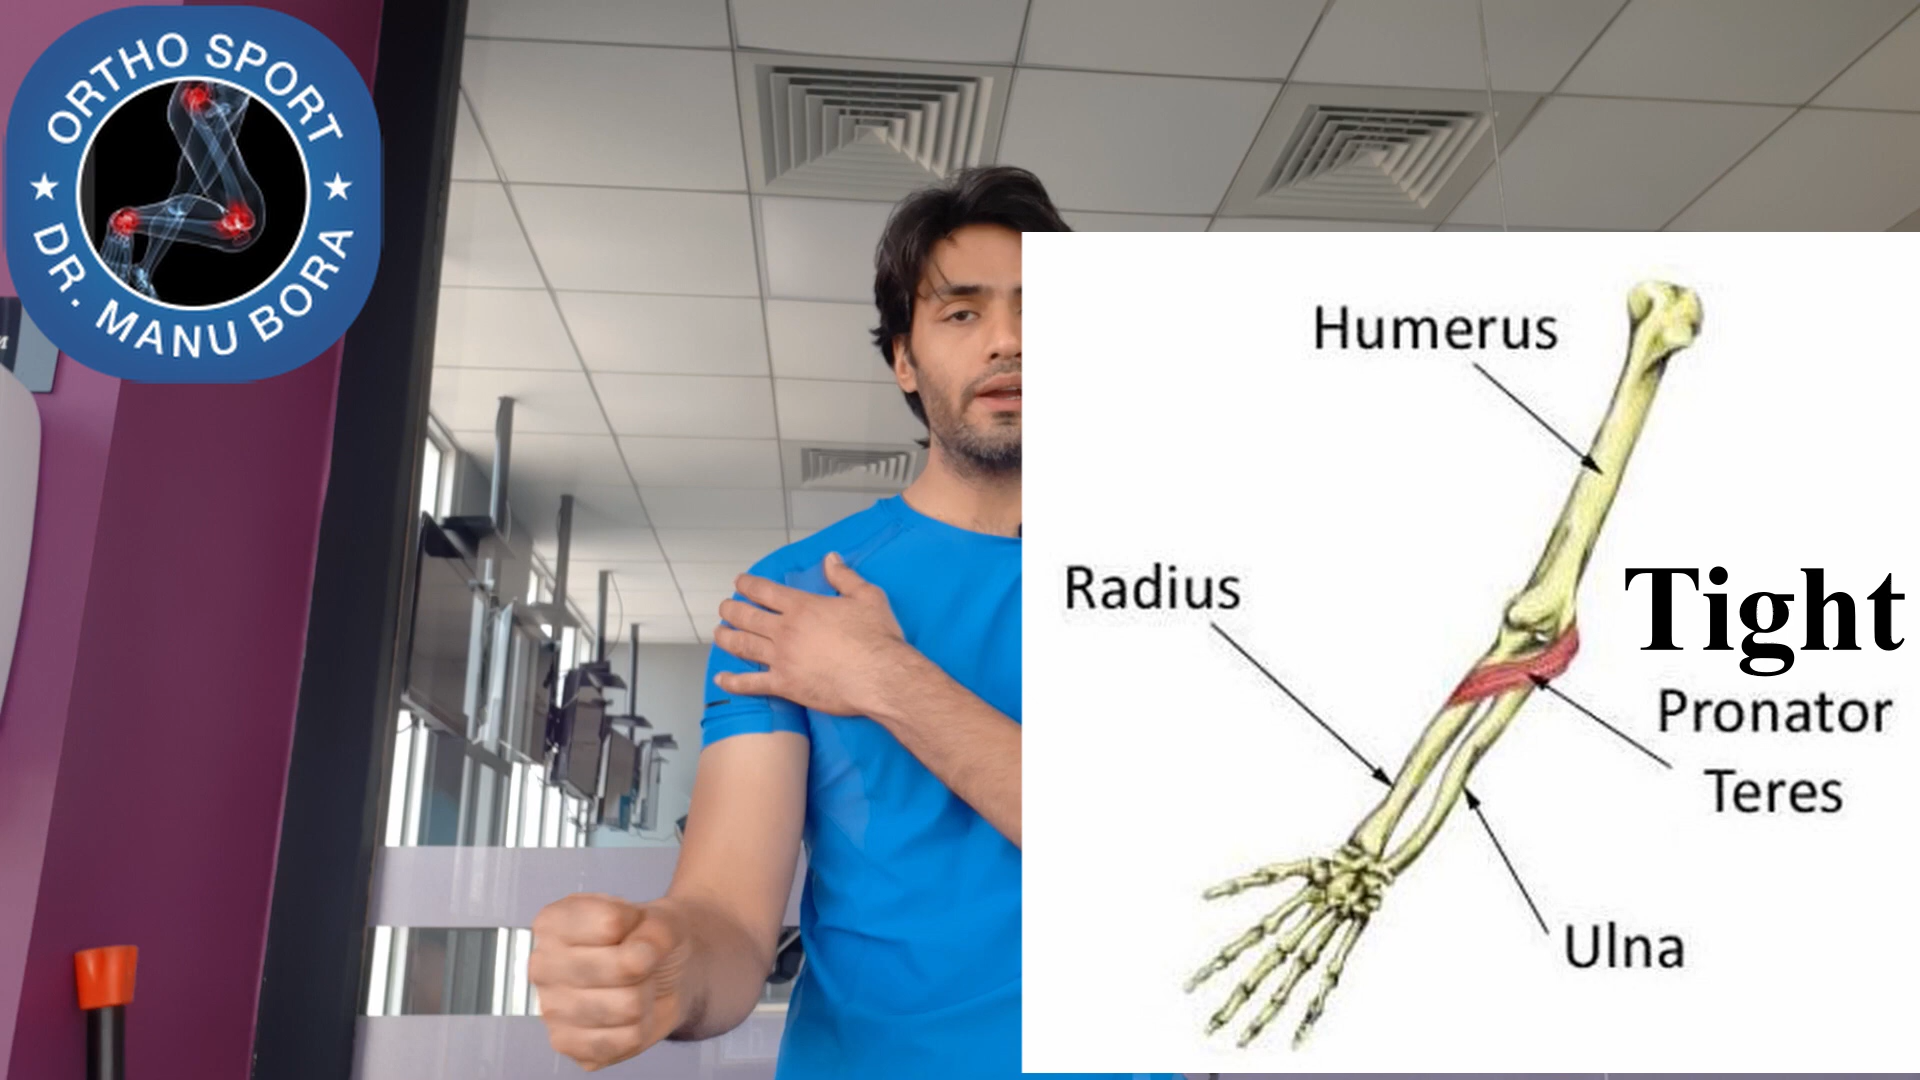 ORTHO SPORT
DR. MANU BORA
Humerus
Radius
Tight
Pronator
Teres
Ulna